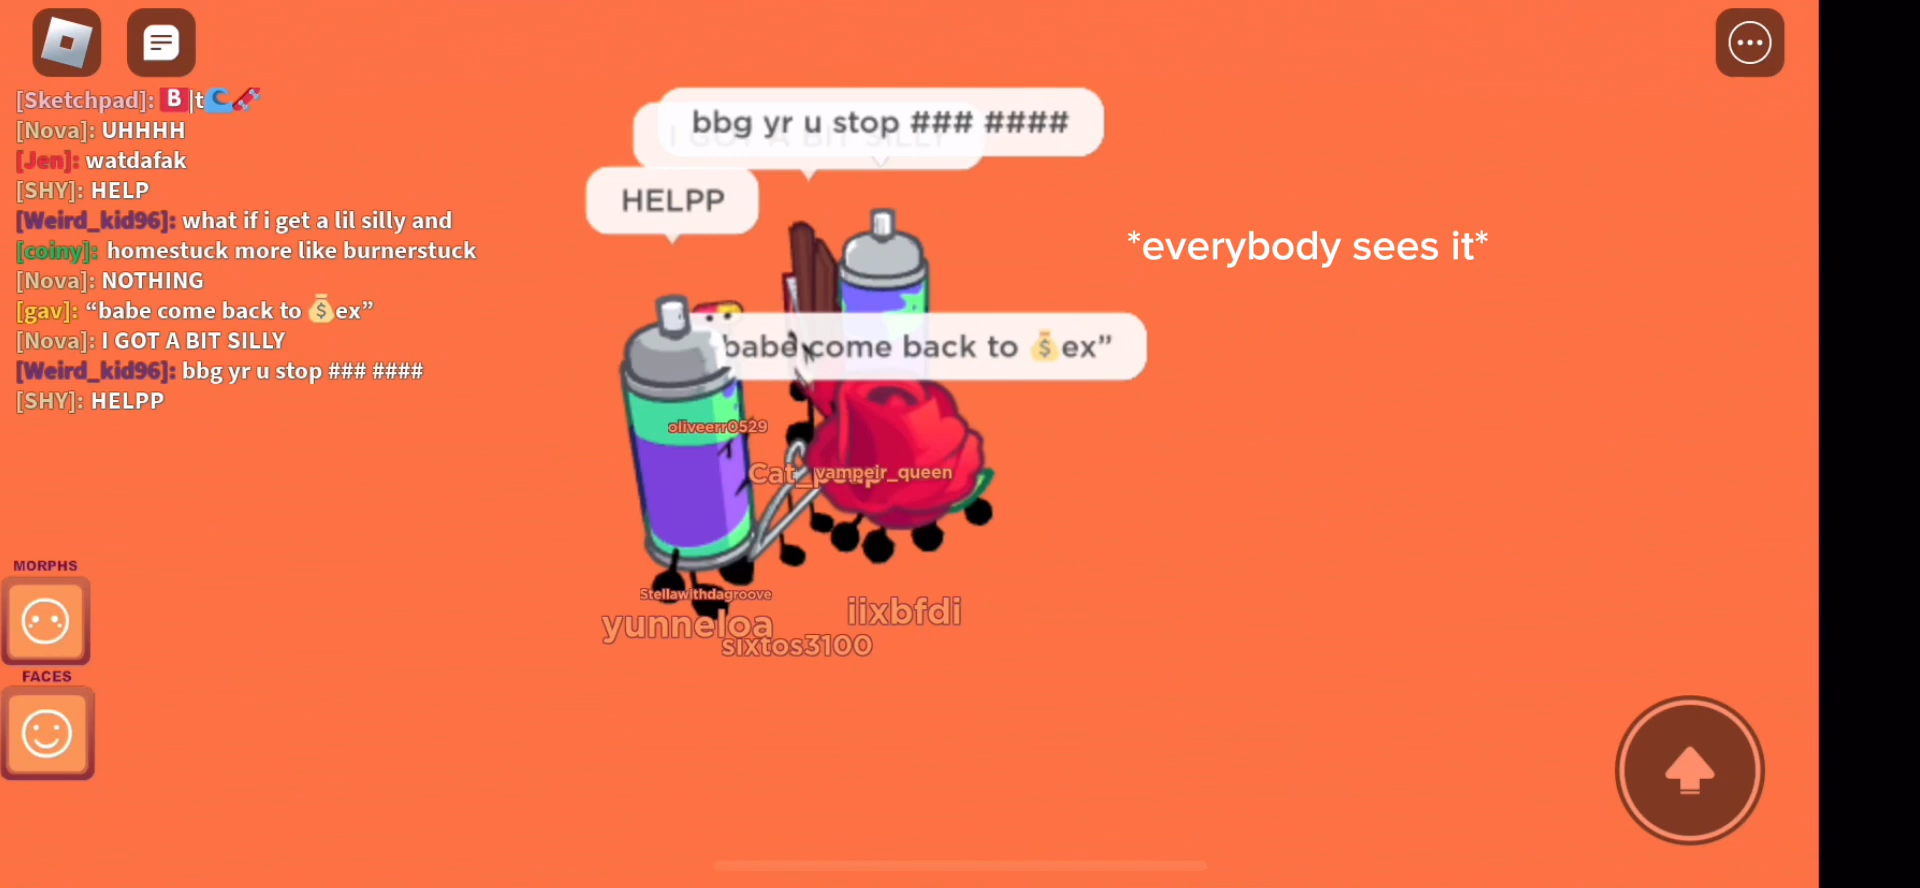 [Sketchpad]: 🅱️|t🌊🍫
[Nova]: UHHHH
[Jen]: watdafak
[SHY]: HELP
[Weird_kid96]: what if i get a lil silly and
[coiny]: homestuck more like burnerstuck
[Nova]: NOTHING
[gav]: “babe come back to 💰ex”
[Nova]: I GOT A BIT SILLY
[Weird_kid96]: bbg yr u stop ### ####
[SHY]: HELPP
bbg yr u stop ### ####
I GOT A BIT SILLY
HELPP
*everybody sees it*
babe come back to 💰ex”
oliveerr0529
vampeir_queen
Stellawithdagroove
yunneloa
iixbfdi
sixtos3100
MORPHS
FACES